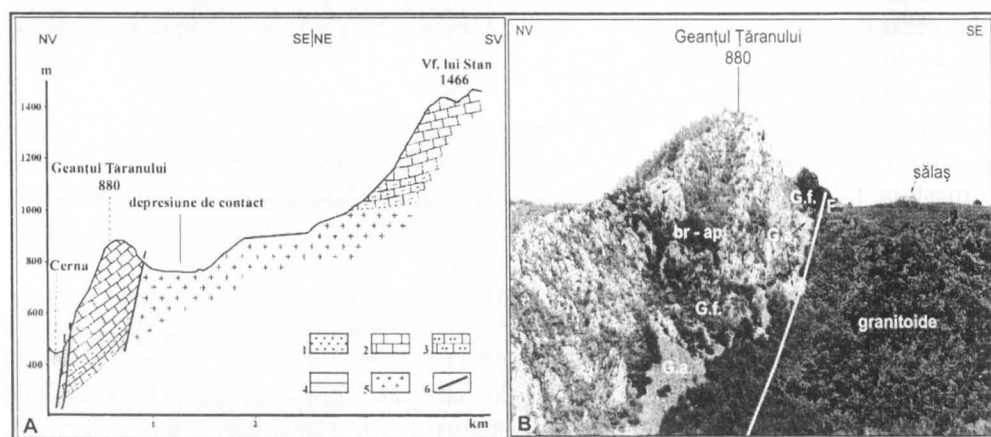 NV
SE|NE
SV
m
Vf. lui Stan
1466
1400
1200
Geanțul Țăranului
880
1000
depresiune de contact
800
Cerna
600
400
1
2
3
4
5
6
A
1
2
km
NV
Geanțul Țăranului
880
SE
sălaș
G.f.
F
br - ap
G.a.
G.f.
granitoide
G.a.
B